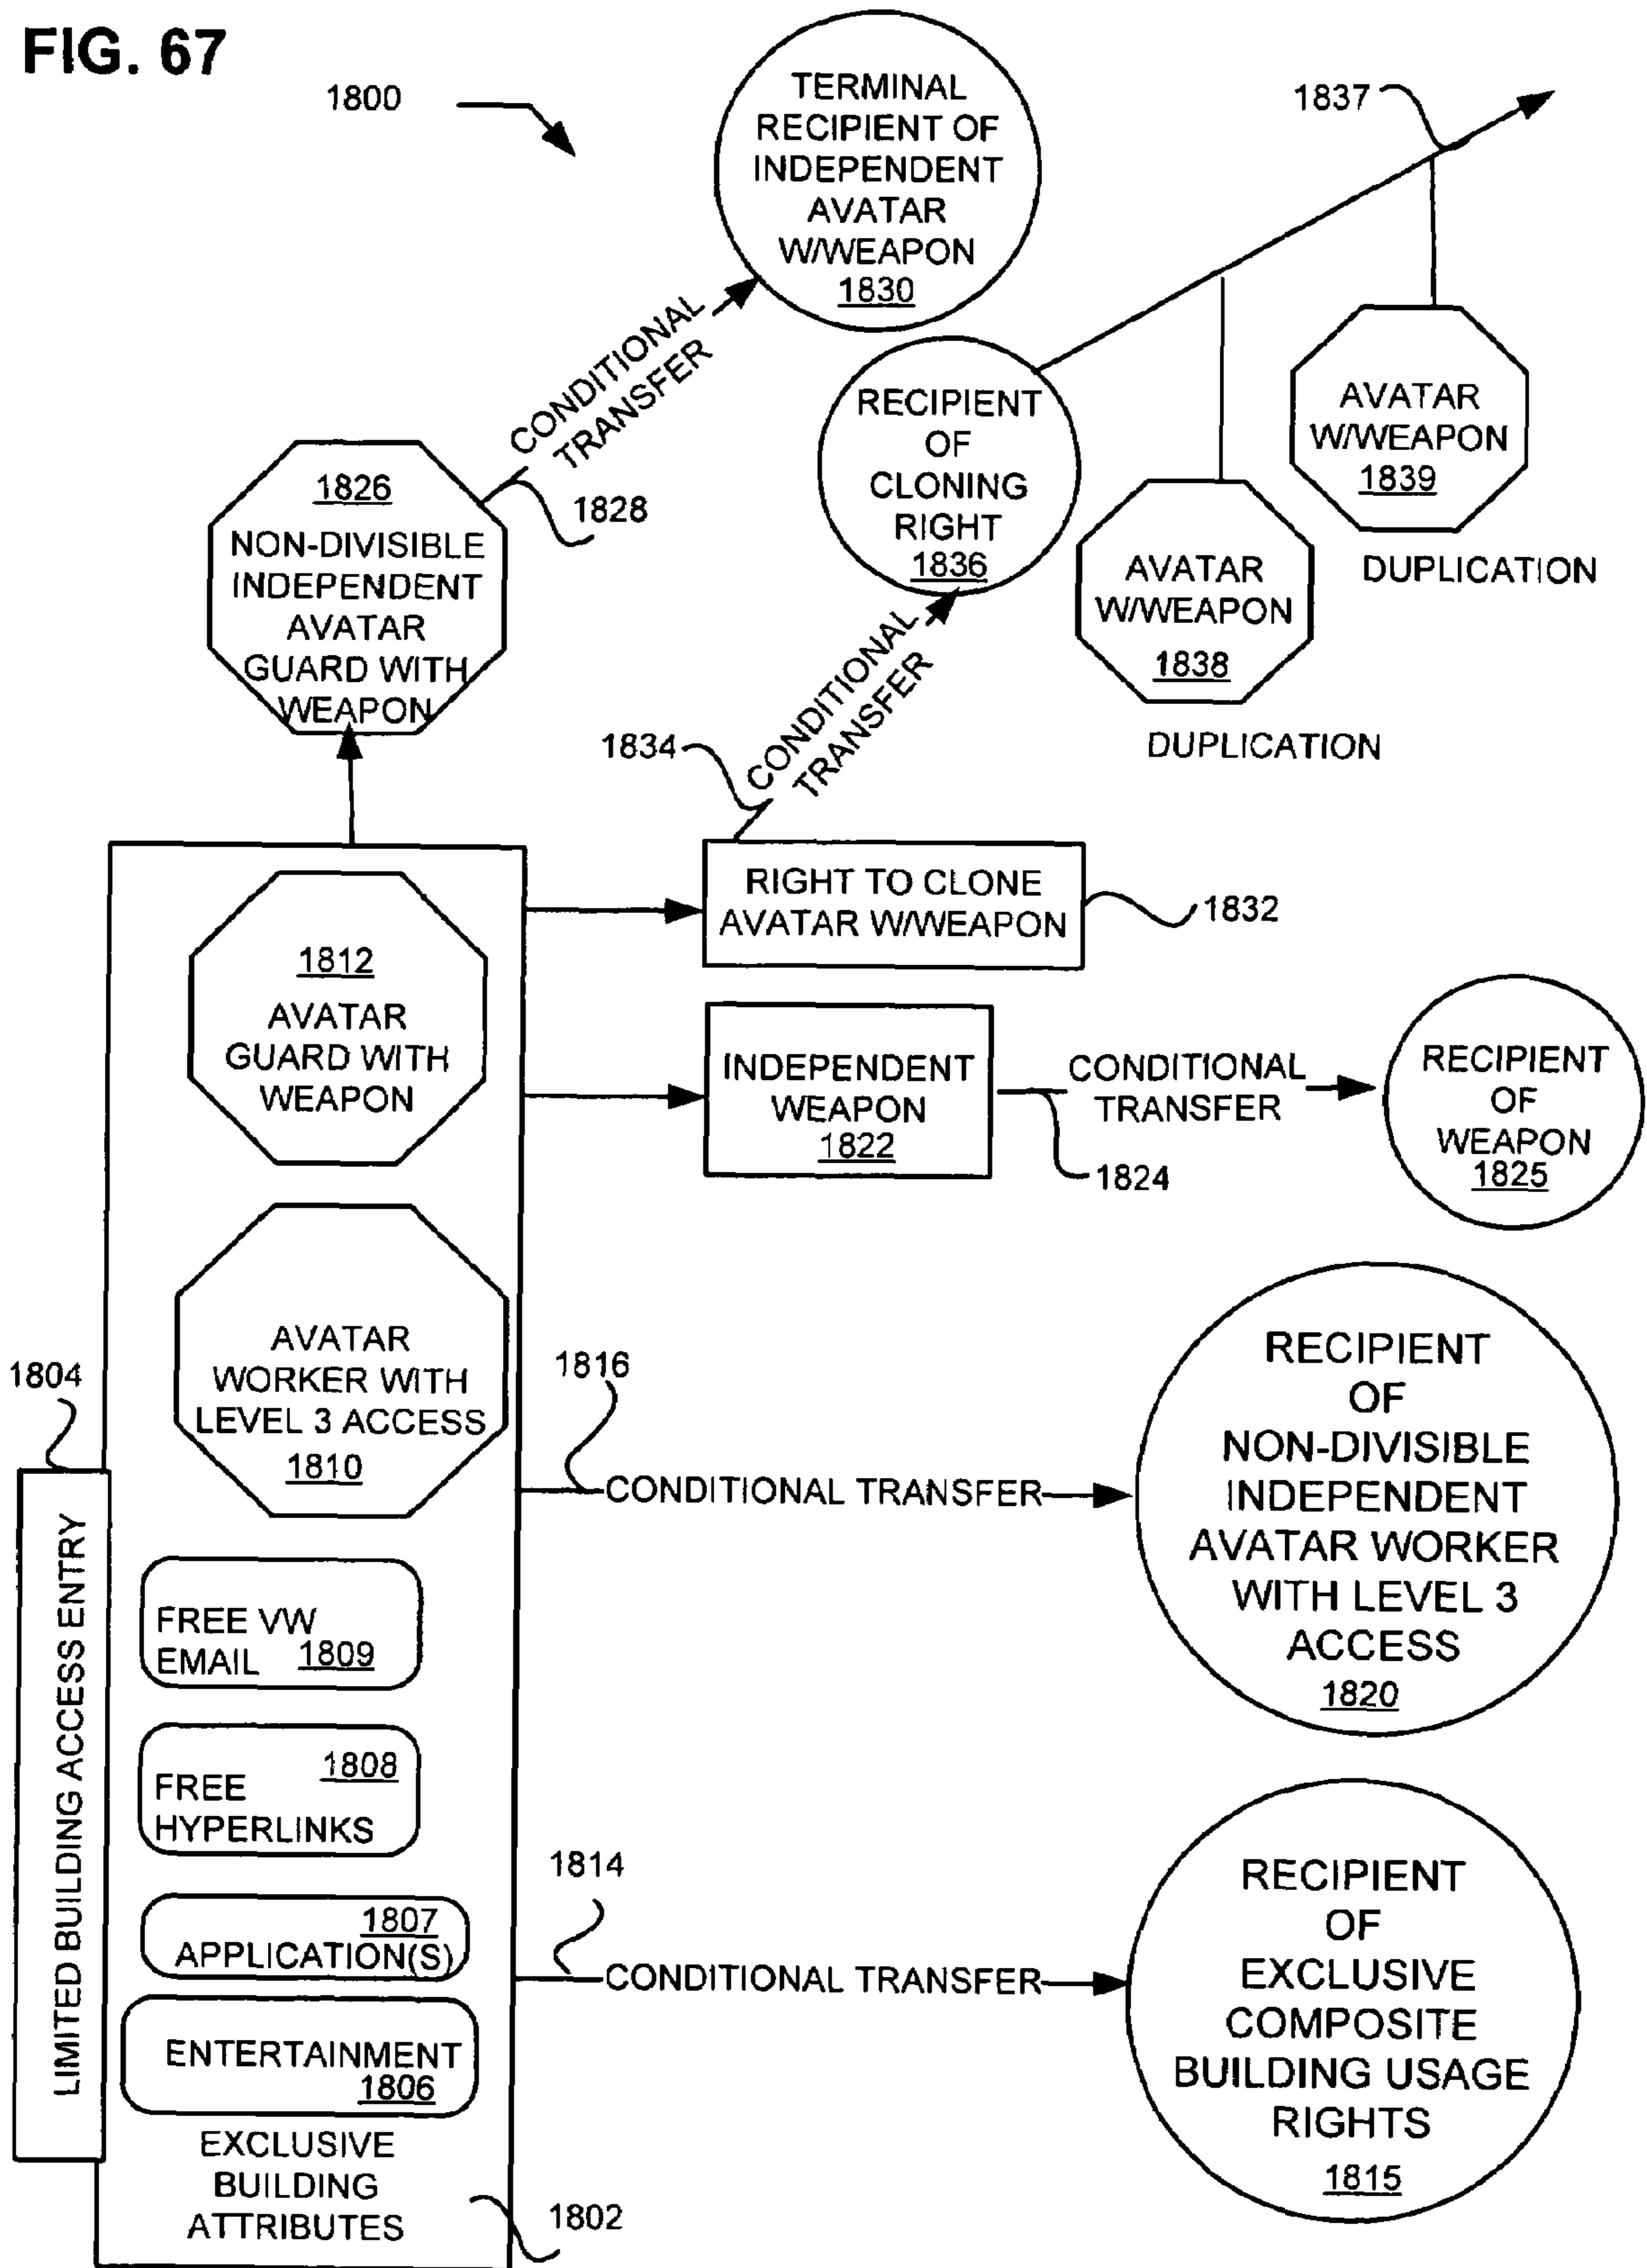 FIG. 67
1800
TERMINAL
RECIPIENT OF
INDEPENDENT
AVATAR
W/WEAPON
1830
1837
CONDITIONAL
TRANSFER
1828
1826
NON-DIVISIBLE
INDEPENDENT
AVATAR
GUARD WITH
WEAPON
RECIPIENT
OF
CLONING
RIGHT
1836
AVATAR
W/WEAPON
1839
DUPLICATION
AVATAR
W/WEAPON
1838
DUPLICATION
1834
CONDITIONAL
TRANSFER
RIGHT TO CLONE
AVATAR W/WEAPON
1832
1812
AVATAR
GUARD WITH
WEAPON
INDEPENDENT
WEAPON
1822
CONDITIONAL
TRANSFER
1824
RECIPIENT
OF
WEAPON
1825
AVATAR
WORKER WITH
LEVEL 3 ACCESS
1810
1804
LIMITED BUILDING ACCESS ENTRY
1816
CONDITIONAL TRANSFER
RECIPIENT
OF
NON-DIVISIBLE
INDEPENDENT
AVATAR WORKER
WITH LEVEL 3
ACCESS
1820
FREE VW
EMAIL 1809
1808
FREE
HYPERLINKS
1807
APPLICATION(S)
ENTERTAINMENT
1806
1814
CONDITIONAL TRANSFER
RECIPIENT
OF
EXCLUSIVE
COMPOSITE
BUILDING USAGE
RIGHTS
1815
EXCLUSIVE
BUILDING
ATTRIBUTES
1802